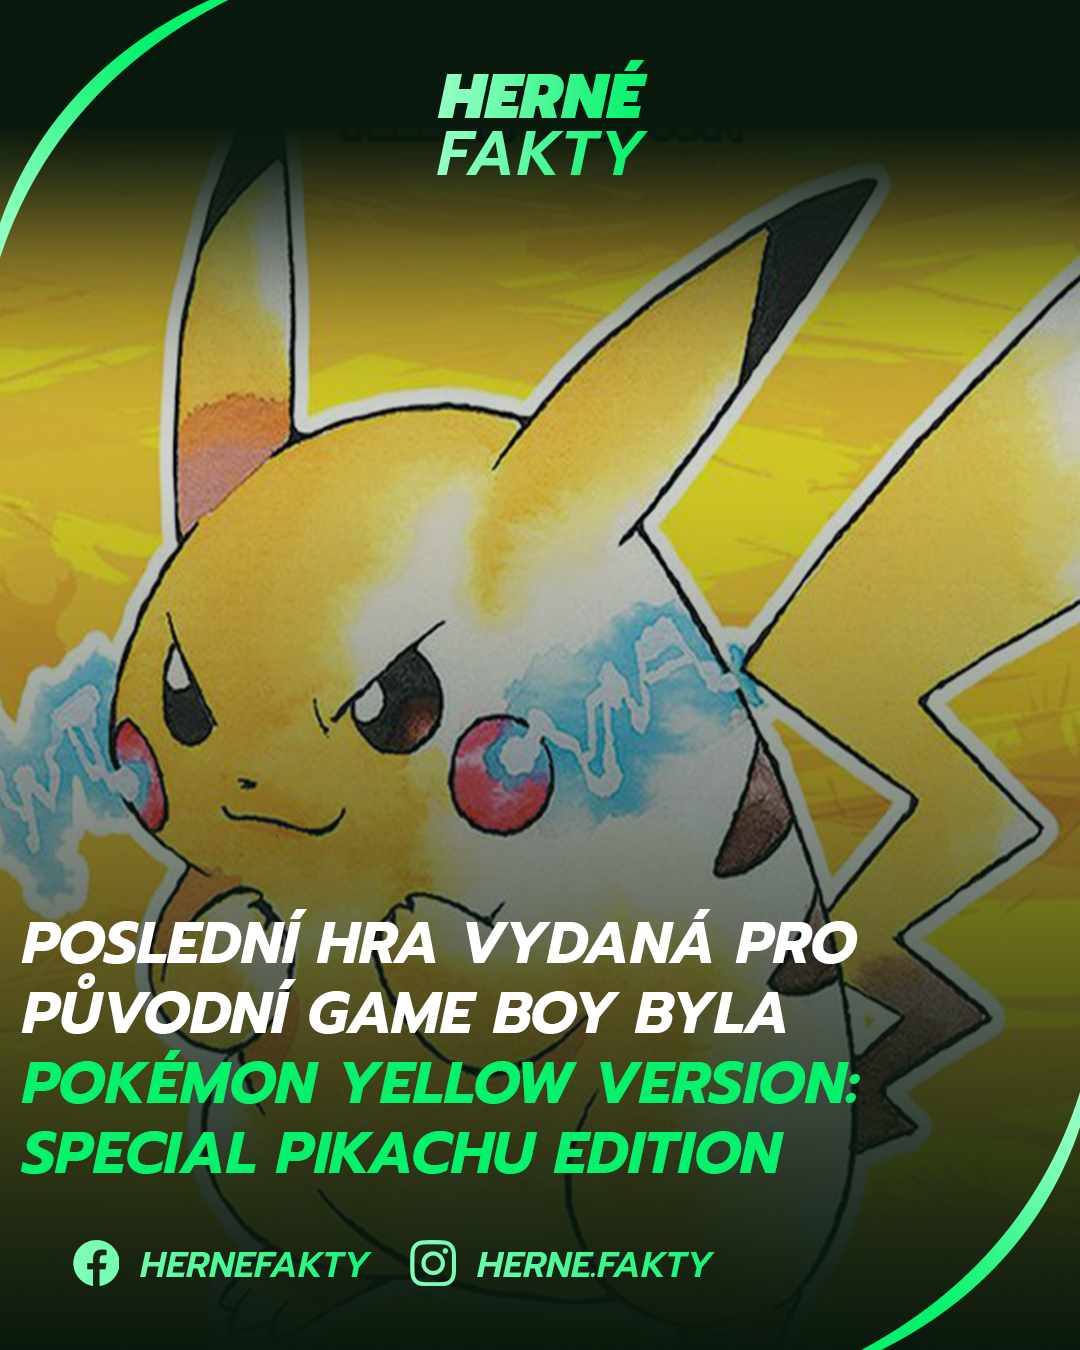 HERNÉ
FAKTY
POSLEDNÍ HRA VYDANÁ PRO
PŮVODNÍ GAME BOY BYLA
POKÉMON YELLOW VERSION:
SPECIAL PIKACHU EDITION
HERNEFAKTY HERNE.FAKTY